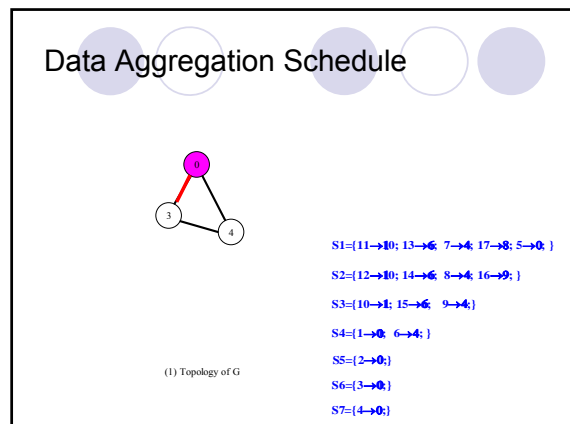 Data Aggregation Schedule
0
3
4
S1={11→10; 13→6; 7→4; 17→8; 5→0; }
S2={12→10; 14→6; 8→4; 16→9; }
S3={10→1; 15→6; 9→4;}
S4={1→0; 6→4; }
S5={2→0;}
S6={3→0;}
S7={4→0;}
(1) Topology of G